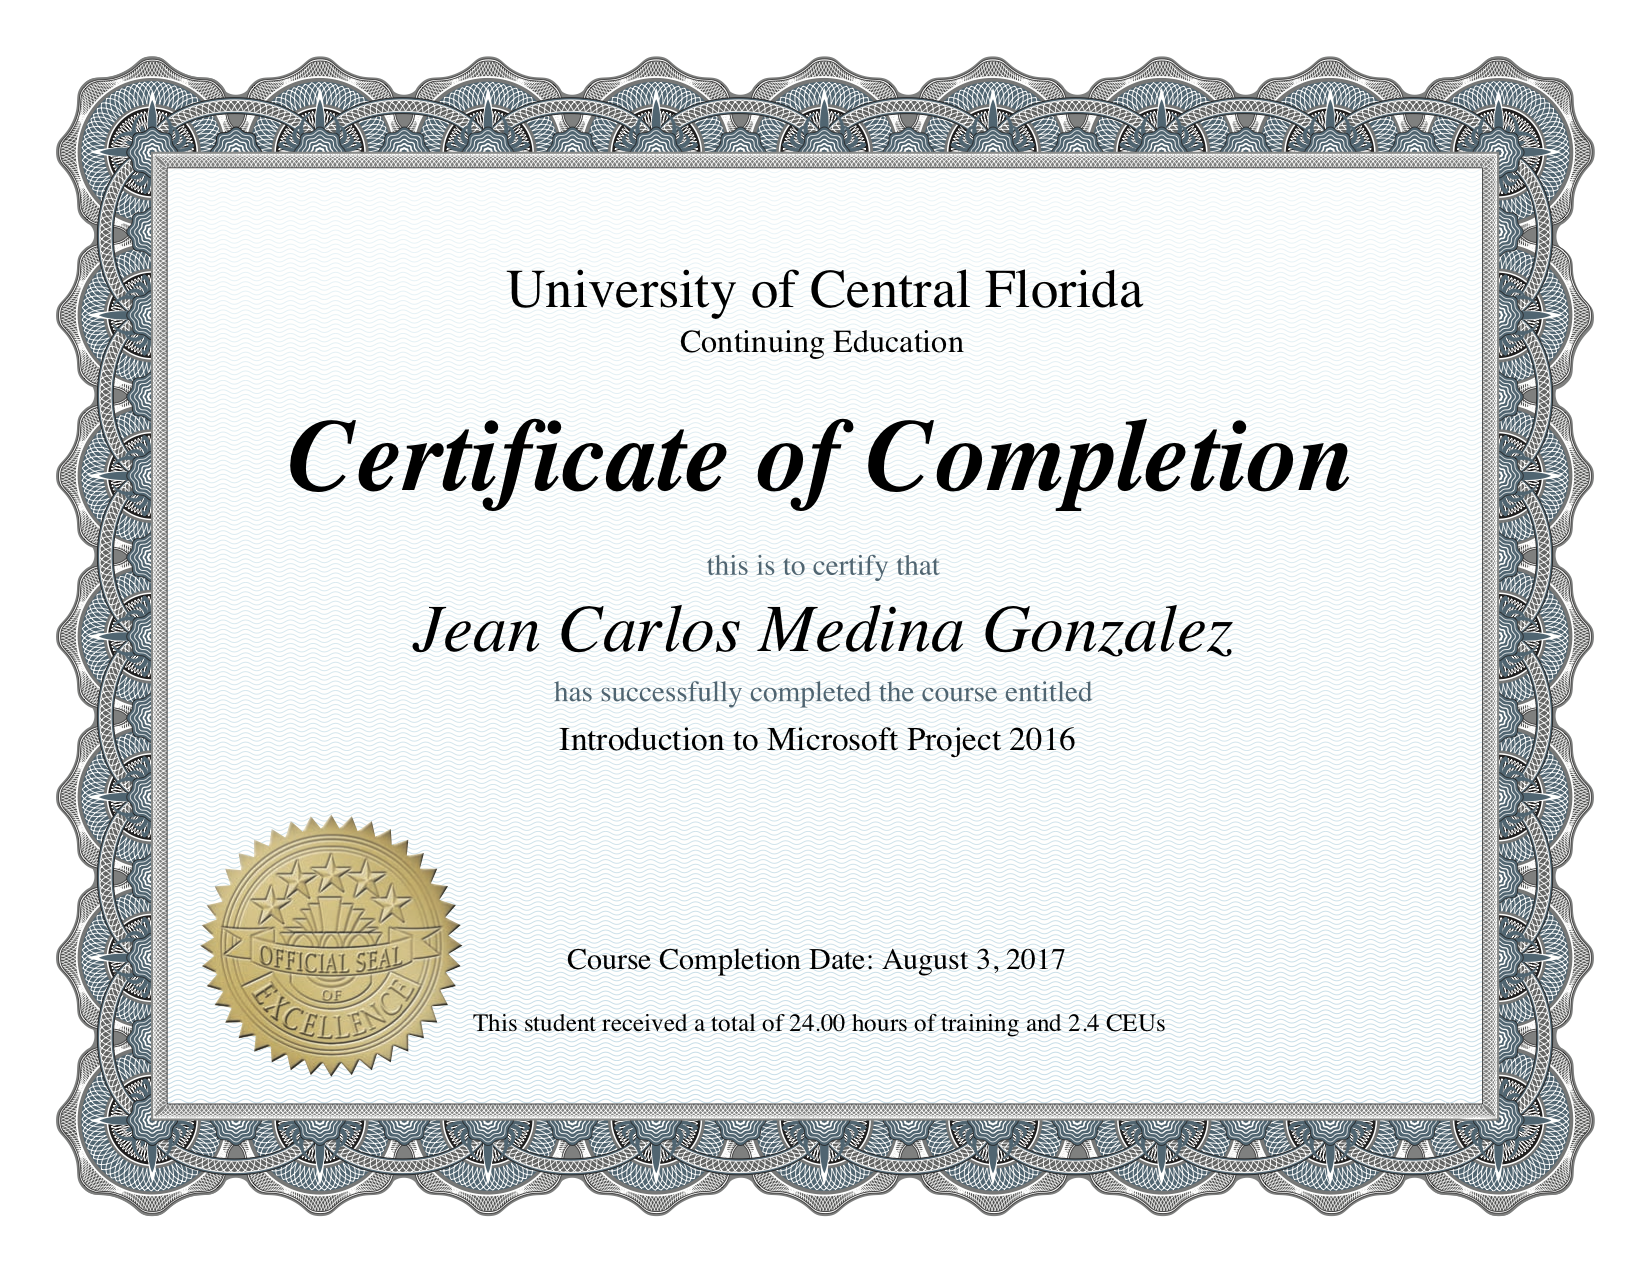 University of Central Florida
Continuing Education
Certificate of Completion
this is to certify that
Jean Carlos Medina Gonzalez
has successfully completed the course entitled
Introduction to Microsoft Project 2016
OFFICIAL SEAL
OF
EXCELLENCE
Course Completion Date: August 3, 2017
This student received a total of 24.00 hours of training and 2.4 CEUs